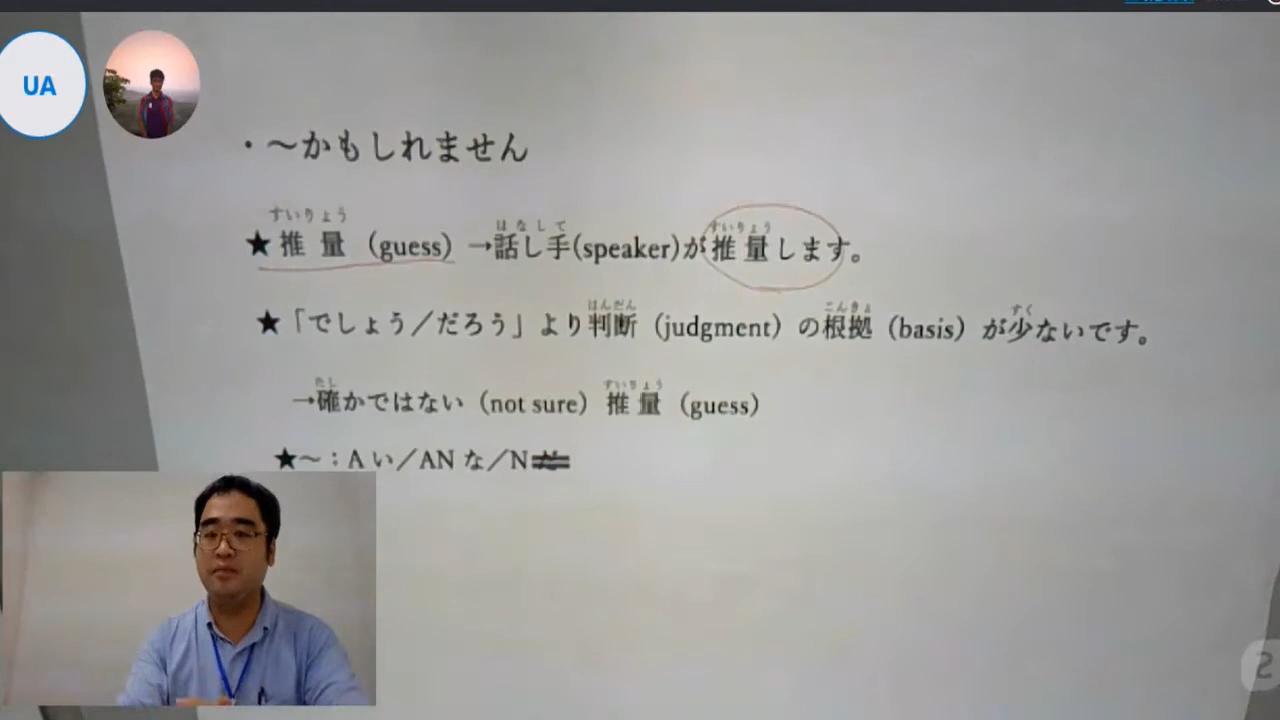 UA
・～かもしれません
すいりょう はなして すいりょう
★推量（guess）→話し手(speaker)が推量します。
はんだん こんきょ すく
★「でしょう／だろう」より判断（judgment）の根拠（basis）が少ないです。
たし すいりょう
→確かではない（not sure）推量（guess）
★～：Aい／ANな／Nだ
2